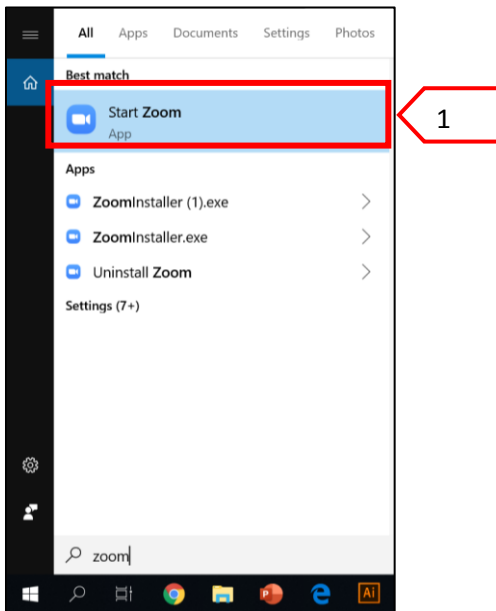 All Apps Documents Settings Photos
Best match
Start Zoom
App
1
Apps
ZoomInstaller (1).exe
ZoomInstaller.exe
Uninstall Zoom
Settings (7+)
zoom
Ai